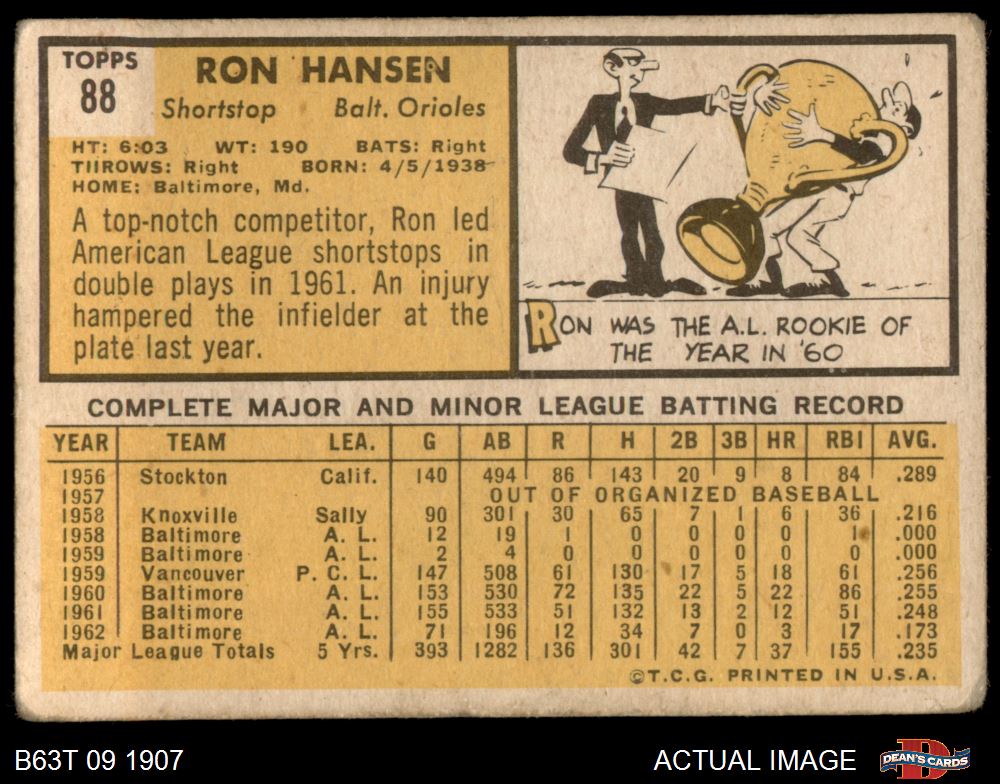 TOPPS
88
RON HANSEN
Shortstop Balt. Orioles
HT: 6:03 WT: 190 BATS: Right
THROWS: Right BORN: 4/5/1938
HOME: Baltimore, Md.
A top-notch competitor, Ron led
American League shortstops in
double plays in 1961. An injury
hampered the infielder at the
plate last year.
RON WAS THE A.L. ROOKIE OF
THE YEAR IN '60
COMPLETE MAJOR AND MINOR LEAGUE BATTING RECORD
YEAR TEAM LEA. G AB R H 2B 3B HR RBI AVG.
1956 Stockton Calif. 140 494 86 143 20 9 8 84 .289
1957 OUT OF ORGANIZED BASEBALL
1958 Knoxville Sally 90 301 30 65 7 1 6 36 .216
1958 Baltimore A. L. 12 19 1 0 0 0 0 1 .000
1959 Baltimore A. L. 2 4 0 0 0 0 0 0 .000
1959 Vancouver P. C. L. 147 508 61 130 17 5 18 61 .256
1960 Baltimore A. L. 153 530 72 135 22 5 22 86 .255
1961 Baltimore A. L. 155 533 51 132 13 2 12 51 .248
1962 Baltimore A. L. 71 196 12 34 7 0 3 17 .173
Major League Totals 5 Yrs. 393 1282 136 301 42 7 37 155 .235
©T.C.G. PRINTED IN U.S.A.
B63T 09 1907 ACTUAL IMAGE DEAN'S CARDS